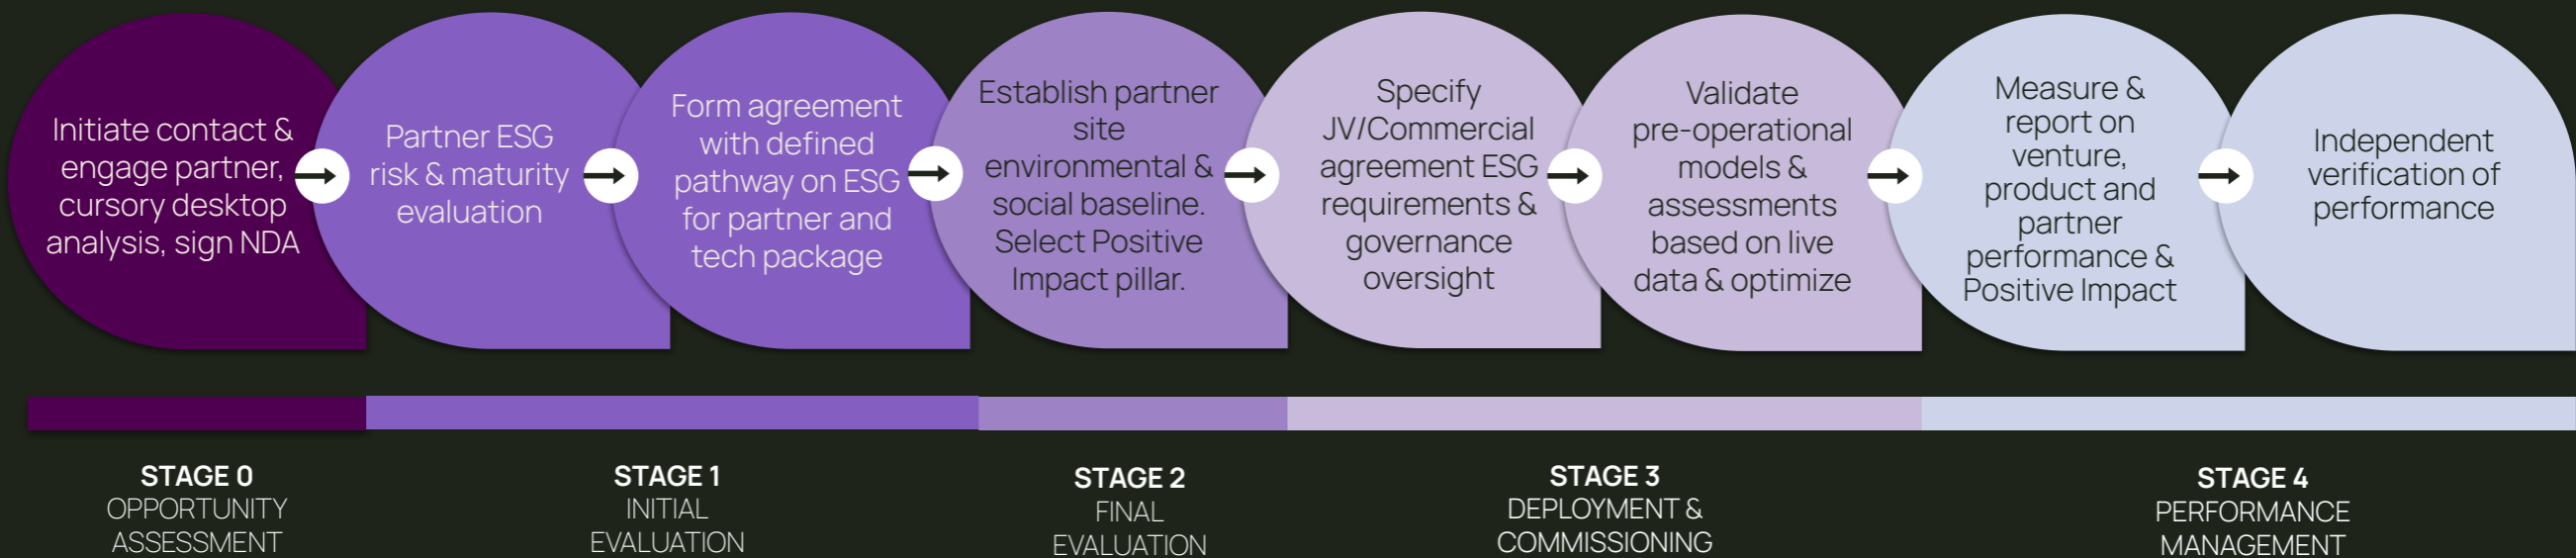 Initiate contact &
engage partner,
cursory desktop
analysis, sign NDA
Partner ESG
risk & maturity
evaluation
Form agreement
with defined
pathway on ESG
for partner and
tech package
Establish partner
site
environmental &
social baseline.
Select Positive
Impact pillar.
Specify
JV/Commercial
agreement ESG
requirements &
governance
oversight
Validate
pre-operational
models &
assessments
based on live
data & optimize
Measure &
report on
venture,
product and
partner
performance &
Positive Impact
Independent
verification of
performance
STAGE 0
OPPORTUNITY
ASSESSMENT
STAGE 1
INITIAL
EVALUATION
STAGE 2
FINAL
EVALUATION
STAGE 3
DEPLOYMENT &
COMMISSIONING
STAGE 4
PERFORMANCE
MANAGEMENT